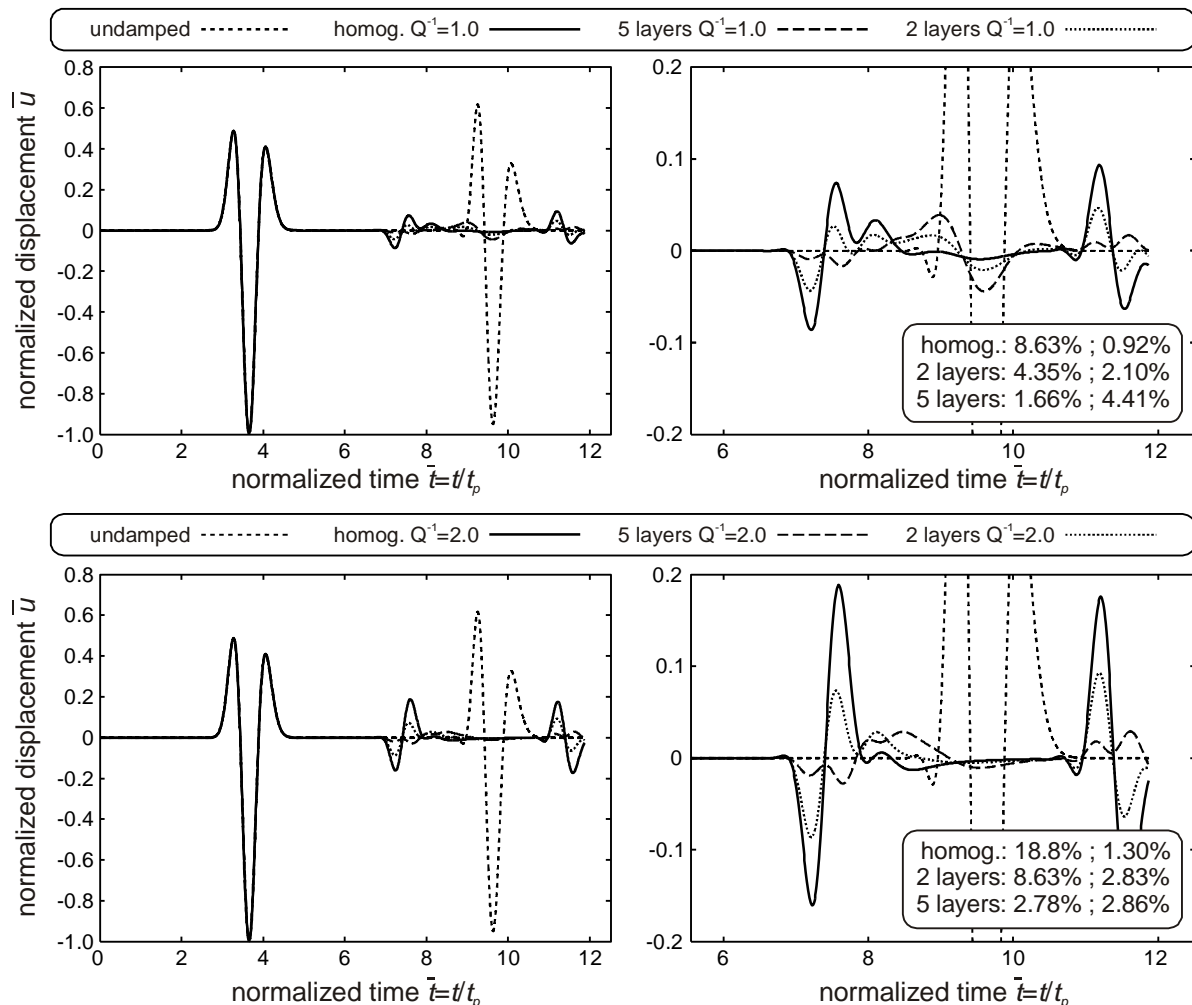 undamped homog. Q⁻¹=1.0 5 layers Q⁻¹=1.0 2 layers Q⁻¹=1.0
0.8
0.6
0.4
0.2
0
-0.2
-0.4
-0.6
-0.8
-1.0
normalized displacement u̅
0 2 4 6 8 10 12
normalized time t̅=t/tₚ
0.2
0.1
0
-0.1
-0.2
homog.: 8.63% ; 0.92%
2 layers: 4.35% ; 2.10%
5 layers: 1.66% ; 4.41%
6 8 10 12
normalized time t̅=t/tₚ
undamped homog. Q⁻¹=2.0 5 layers Q⁻¹=2.0 2 layers Q⁻¹=2.0
0.8
0.6
0.4
0.2
0
-0.2
-0.4
-0.6
-0.8
-1.0
normalized displacement u̅
0 2 4 6 8 10 12
normalized time t̅=t/tₚ
0.2
0.1
0
-0.1
-0.2
homog.: 18.8% ; 1.30%
2 layers: 8.63% ; 2.83%
5 layers: 2.78% ; 2.86%
6 8 10 12
normalized time t̅=t/tₚ